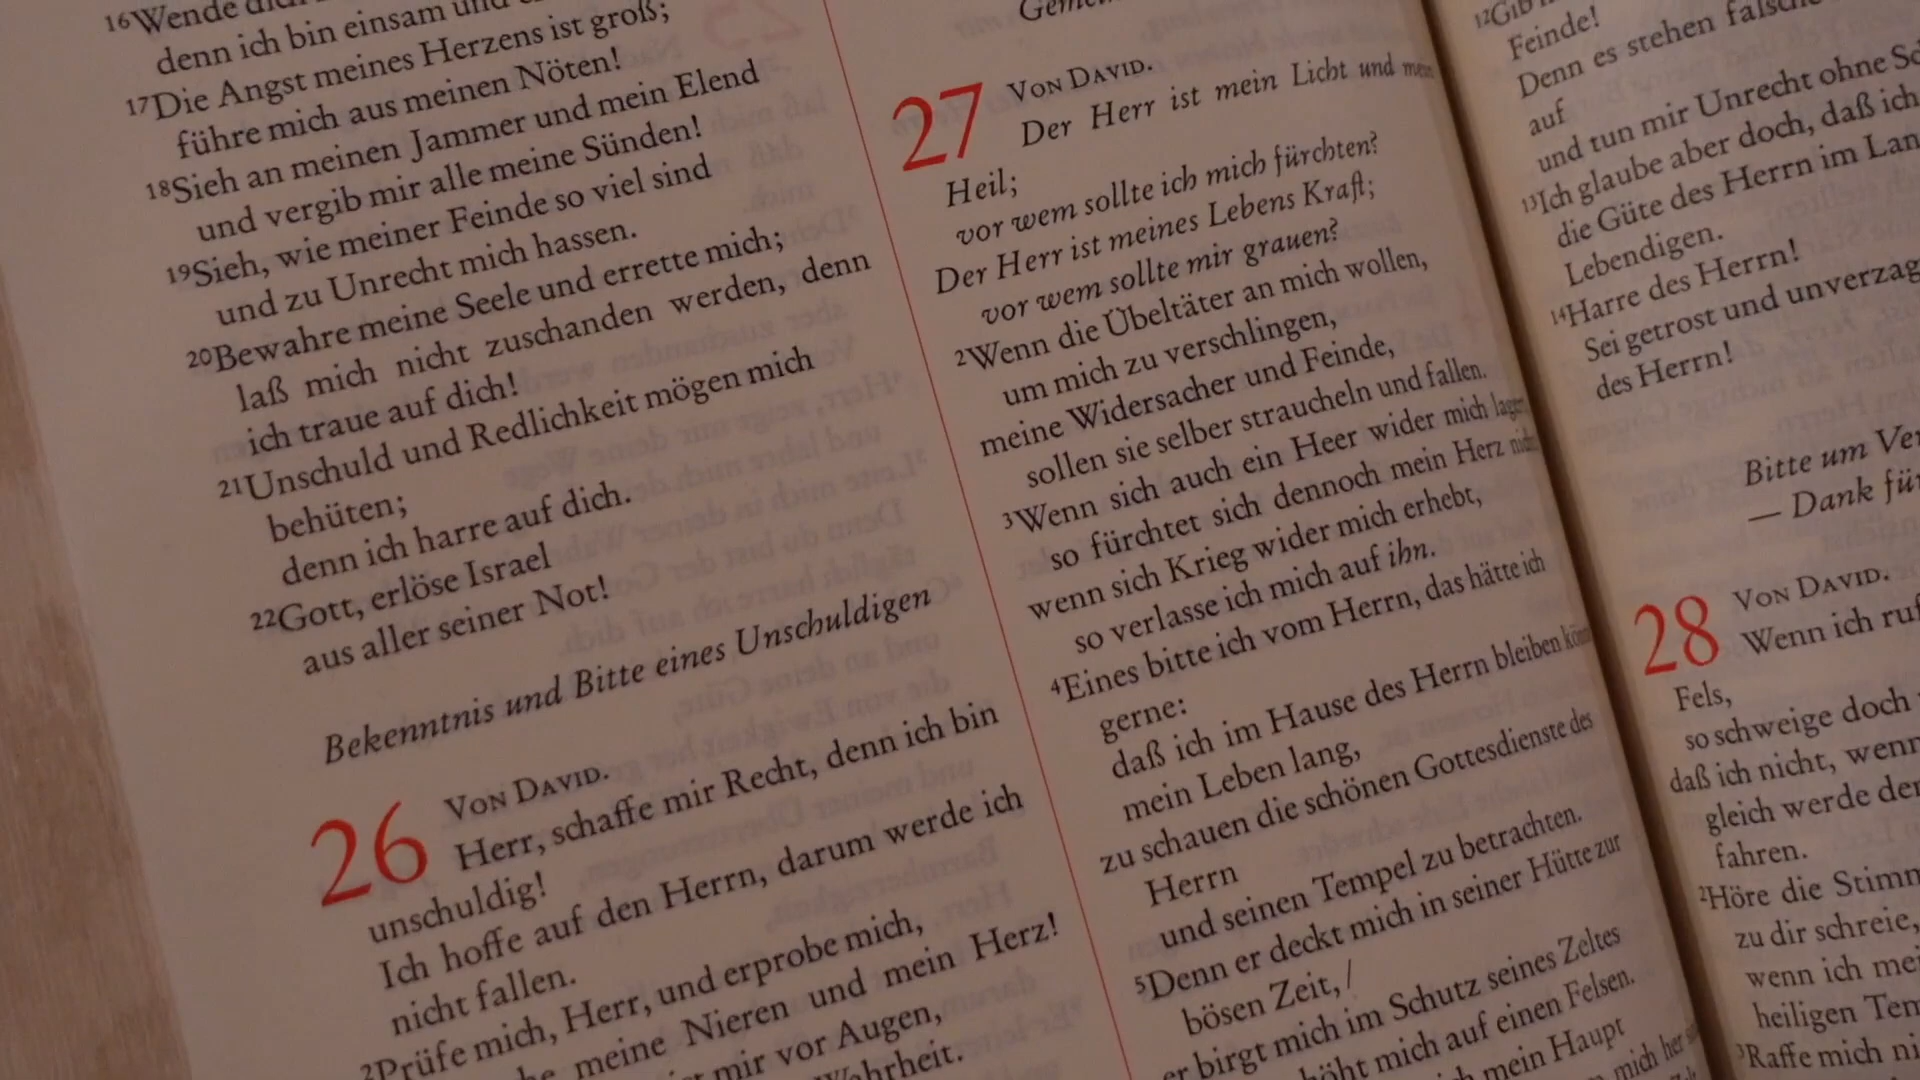 16Wende
denn ich bin einsam und
17Die Angst meines Herzens ist groß;
führe mich aus meinen Nöten!
18Sieh an meinen Jammer und mein Elend
und vergib mir alle meine Sünden!
19Sieh, wie meiner Feinde so viel sind
und zu Unrecht mich hassen.
20Bewahre meine Seele und errette mich;
laß mich nicht zuschanden werden, denn
ich traue auf dich!
21Unschuld und Redlichkeit mögen mich
behüten;
denn ich harre auf dich.
22Gott, erlöse Israel
aus aller seiner Not!
Bekenntnis und Bitte eines Unschuldigen
26 VON DAVID.
Herr, schaffe mir Recht, denn ich bin
unschuldig!
Ich hoffe auf den Herrn, darum werde ich
nicht fallen.
2Prüfe mich, Herr, und erprobe mich,
meine Nieren und mein Herz!
mir vor Augen,
27 VON DAVID.
Der Herr ist mein Licht und mein
Heil;
vor wem sollte ich mich fürchten?
Der Herr ist meines Lebens Kraft;
vor wem sollte mir grauen?
2Wenn die Übeltäter an mich wollen,
um mich zu verschlingen,
meine Widersacher und Feinde,
sollen sie selber straucheln und fallen.
3Wenn sich auch ein Heer wider mich
so fürchtet sich dennoch mein Herz
wenn sich Krieg wider mich erhebt,
so verlasse ich mich auf ihn.
4Eines bitte ich vom Herrn, das hätte ich
gerne:
daß ich im Hause des Herrn bleiben
mein Leben lang,
zu schauen die schönen Gottesdienste des
Herrn
und seinen Tempel zu betrachten.
5Denn er deckt mich in seiner Hütte zur
bösen Zeit, /
er birgt mich im Schutz seines Zeltes
mich auf einen Felsen.
mein Haupt
mich her
12Gib
Feinde!
Denn es stehen
auf
und tun mir Unrecht ohne
13Ich glaube aber doch, daß ich
die Güte des Herrn im
Lebendigen.
14Harre des Herrn!
Sei getrost und
des Herrn!
Bitte um
— Dank für
28 VON DAVID.
Wenn ich
Fels,
so schweige doch
daß ich nicht, wenn
gleich werde
fahren.
2Höre die
zu dir schreie,
wenn ich
heiligen
3Raffe mich